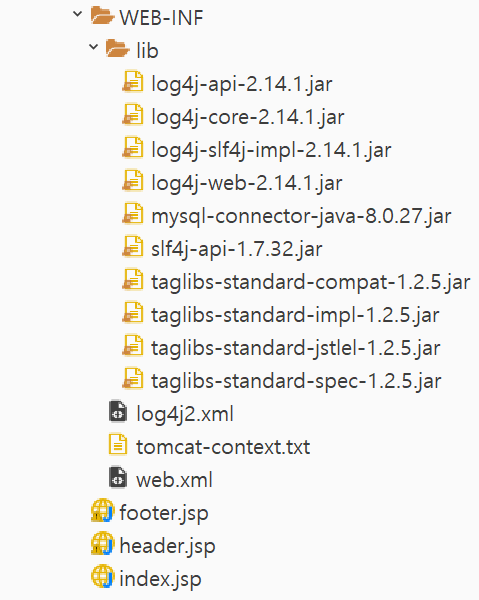 WEB-INF
lib
log4j-api-2.14.1.jar
log4j-core-2.14.1.jar
log4j-slf4j-impl-2.14.1.jar
log4j-web-2.14.1.jar
mysql-connector-java-8.0.27.jar
slf4j-api-1.7.32.jar
taglibs-standard-compat-1.2.5.jar
taglibs-standard-impl-1.2.5.jar
taglibs-standard-jstlel-1.2.5.jar
taglibs-standard-spec-1.2.5.jar
log4j2.xml
tomcat-context.txt
web.xml
footer.jsp
header.jsp
index.jsp